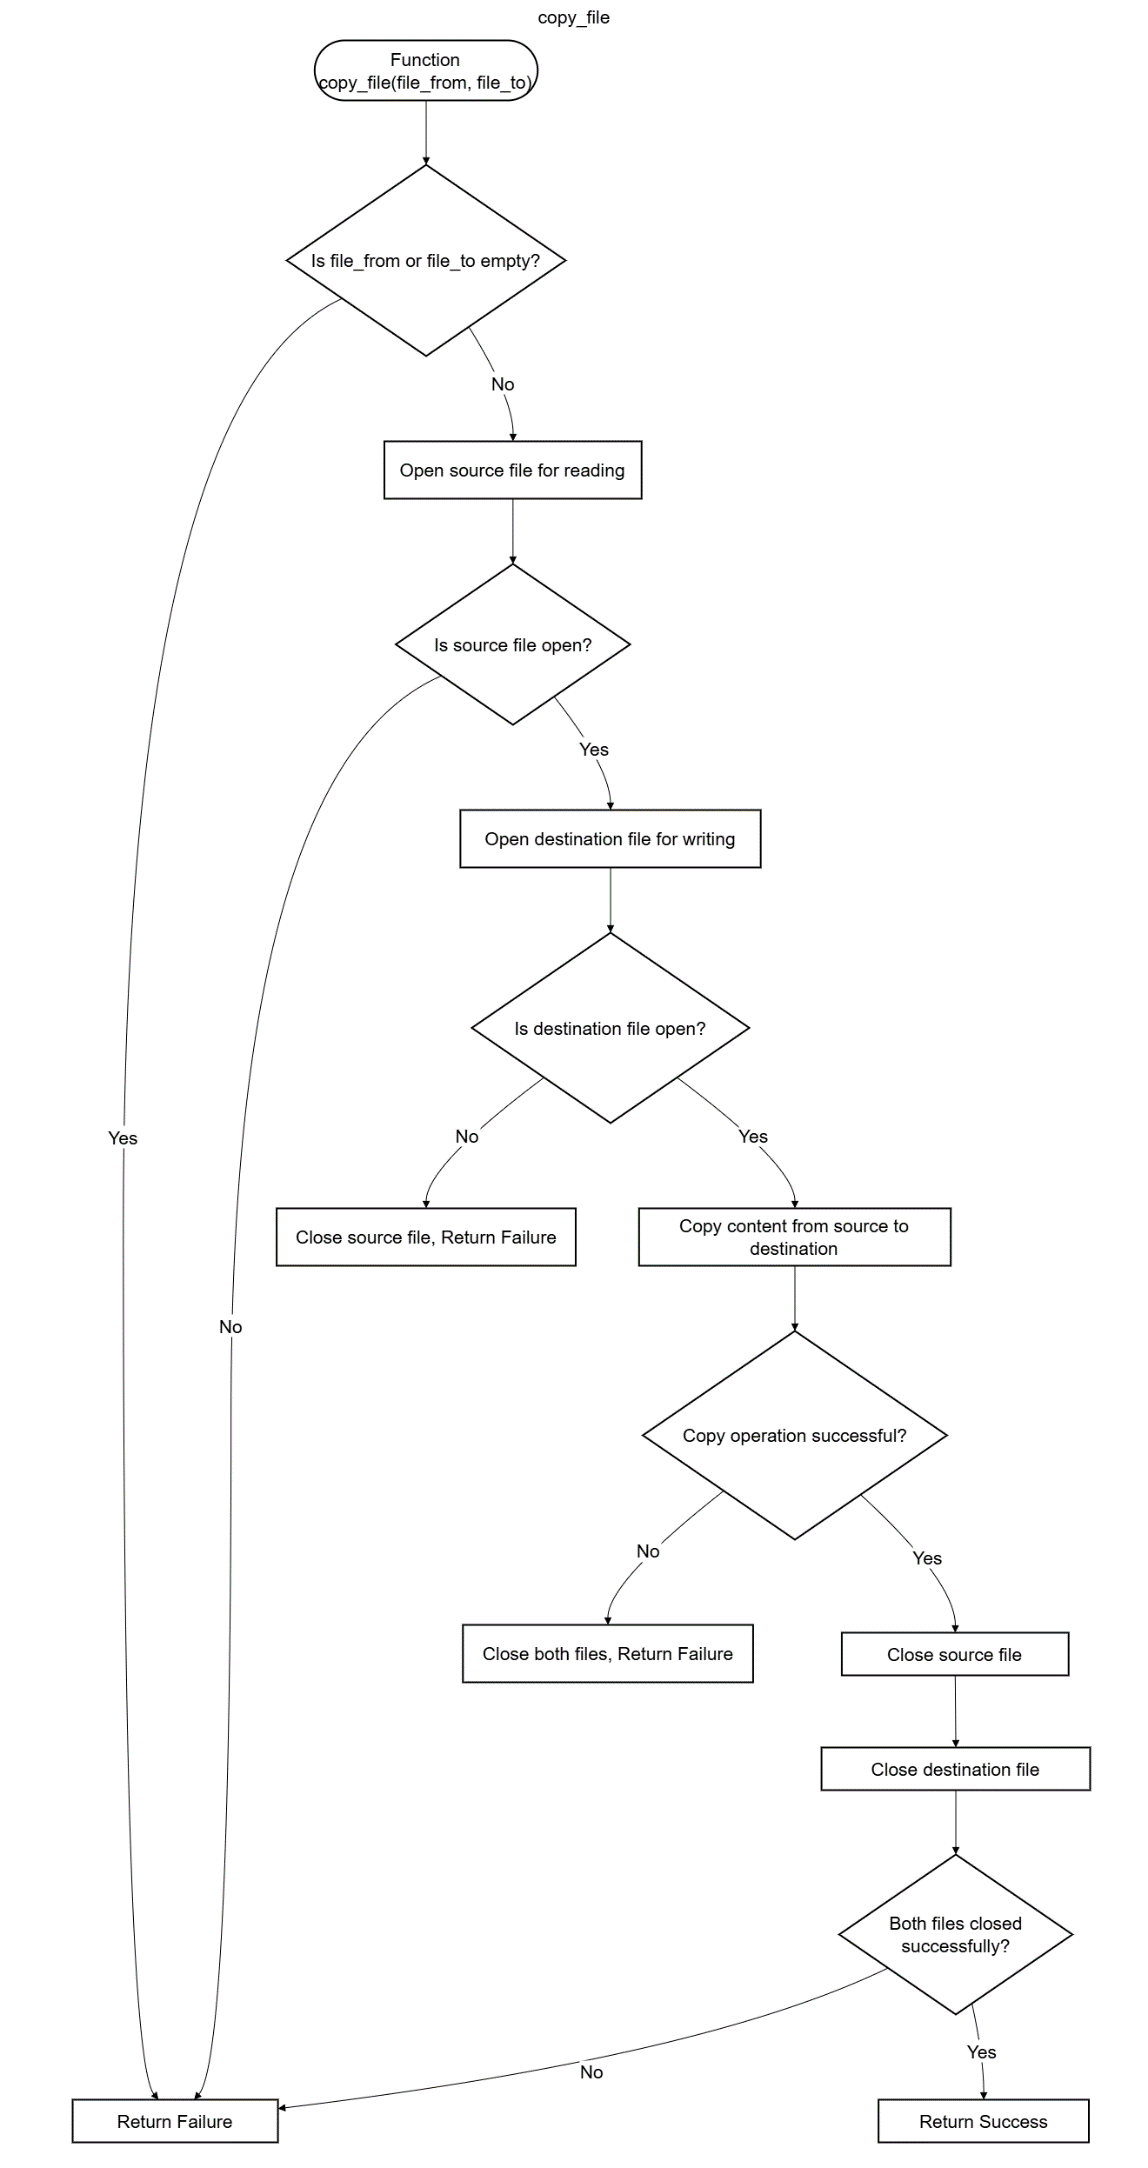 copy_file
Function
copy_file(file_from, file_to)
Is file_from or file_to empty?
No
Open source file for reading
Is source file open?
Yes
Open destination file for writing
Is destination file open?
Yes
No
Yes
Close source file, Return Failure
Copy content from source to
destination
No
Copy operation successful?
No
Yes
Close both files, Return Failure
Close source file
Close destination file
Both files closed
successfully?
Yes
No
Return Failure
Return Success